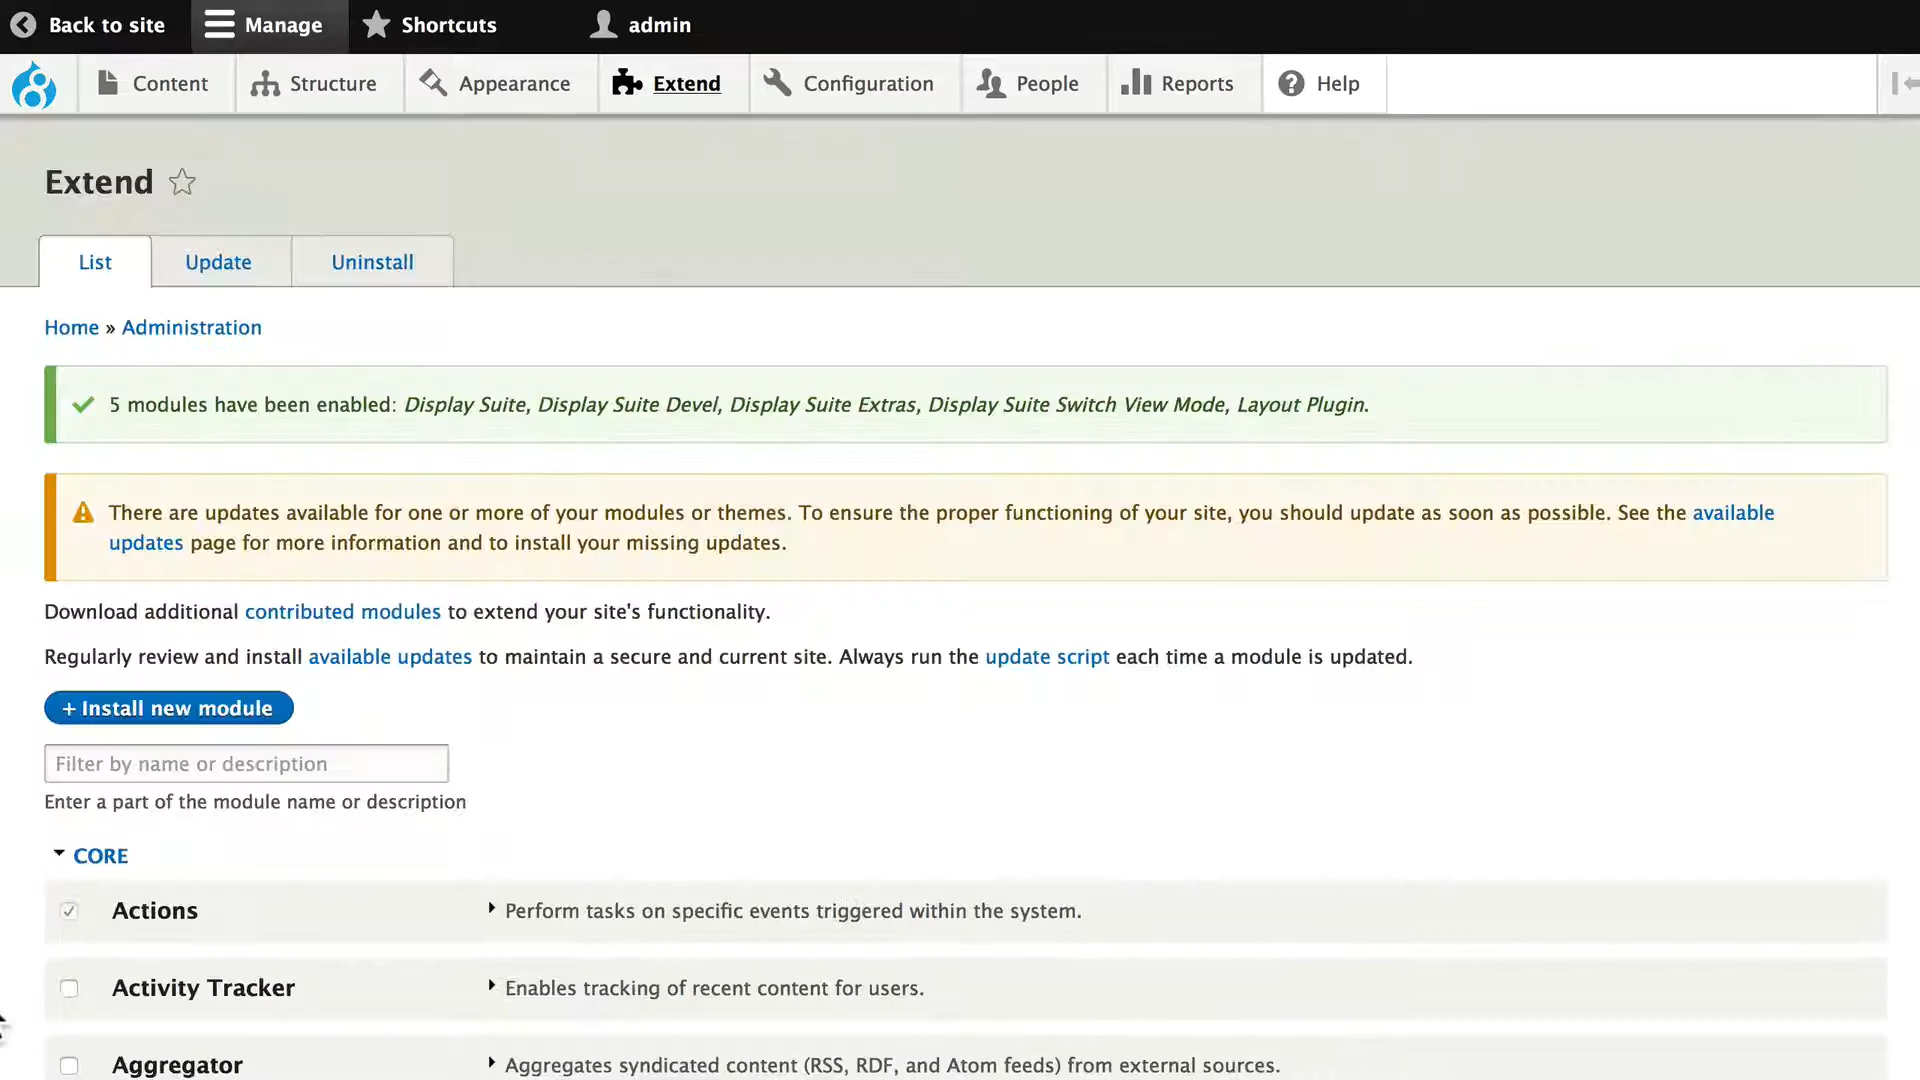 Back to site
Manage
Shortcuts
admin
Content
Structure
Appearance
Extend
Configuration
People
Reports
Help
Extend
List
Update
Uninstall
Home » Administration
5 modules have been enabled: Display Suite, Display Suite Devel, Display Suite Extras, Display Suite Switch View Mode, Layout Plugin.
There are updates available for one or more of your modules or themes. To ensure the proper functioning of your site, you should update as soon as possible. See the available
updates page for more information and to install your missing updates.
Download additional contributed modules to extend your site's functionality.
Regularly review and install available updates to maintain a secure and current site. Always run the update script each time a module is updated.
+ Install new module
Filter by name or description
Enter a part of the module name or description
CORE
Actions
Perform tasks on specific events triggered within the system.
Activity Tracker
Enables tracking of recent content for users.
Aggregator
Aggregates syndicated content (RSS, RDF, and Atom feeds) from external sources.